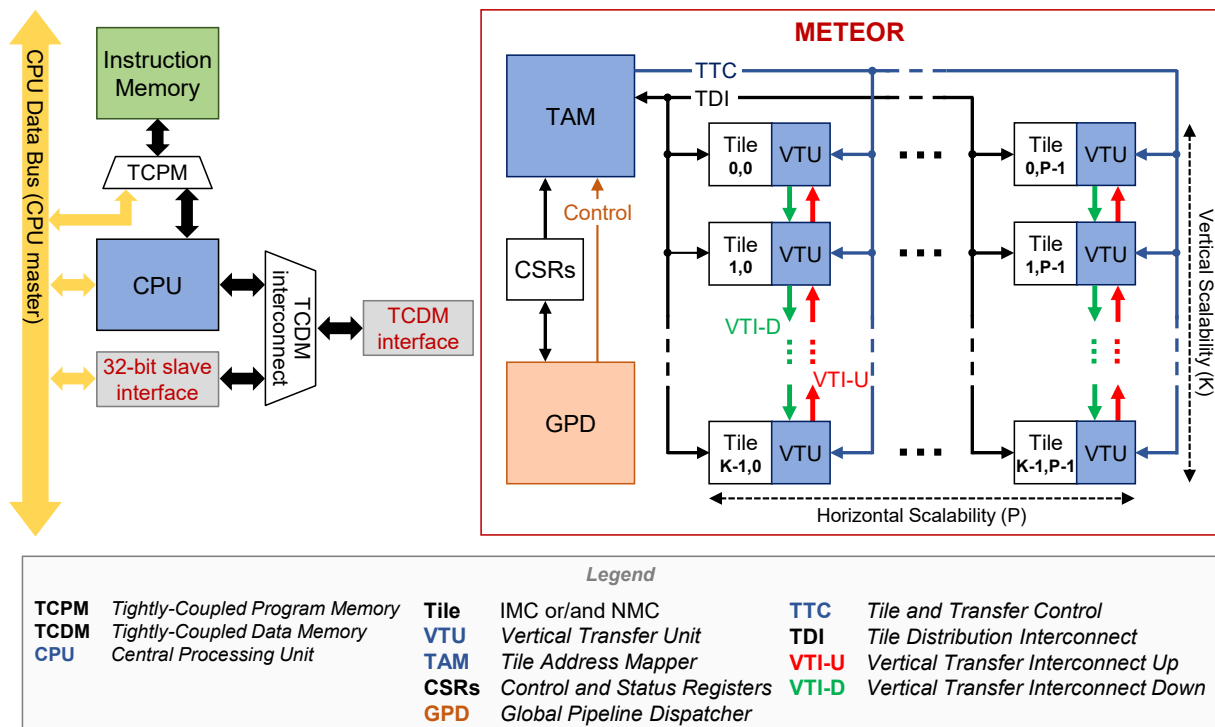 CPU Data Bus (CPU master)
Instruction
Memory
TCPM
CPU
TCDM
interconnect
TCDM
interface
32-bit slave
interface
METEOR
TAM
TTC
TDI
Control
CSRs
GPD
Tile
0,0
VTU
Tile
0,P-1
VTU
Tile
1,0
VTU
Tile
1,P-1
VTU
VTI-D
VTI-U
Tile
K-1,0
VTU
Tile
K-1,P-1
VTU
Vertical Scalability (K)
Horizontal Scalability (P)
Legend
TCPM Tightly-Coupled Program Memory
TCDM Tightly-Coupled Data Memory
CPU Central Processing Unit
Tile IMC or/and NMC
VTU Vertical Transfer Unit
TAM Tile Address Mapper
CSRs Control and Status Registers
GPD Global Pipeline Dispatcher
TTC Tile and Transfer Control
TDI Tile Distribution Interconnect
VTI-U Vertical Transfer Interconnect Up
VTI-D Vertical Transfer Interconnect Down